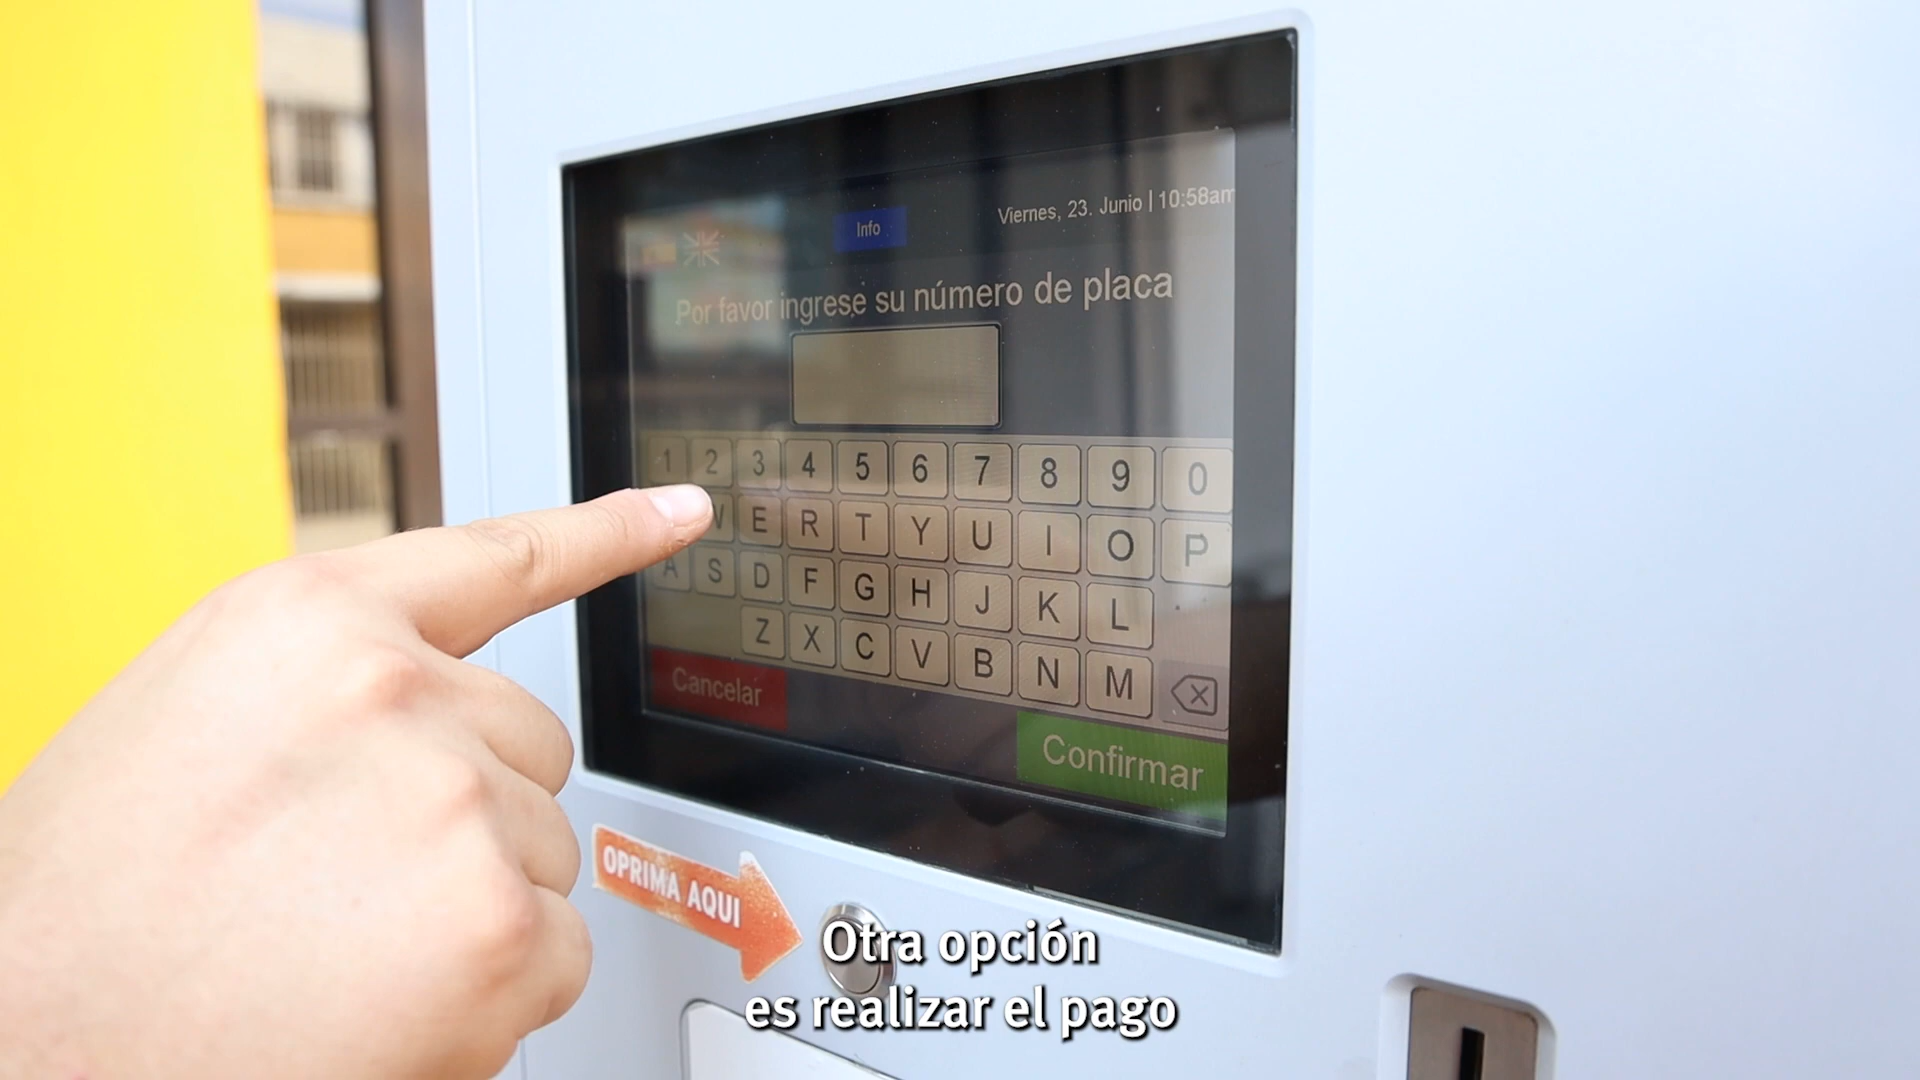 Viernes, 23. Junio | 10:58am
Info
Por favor ingrese su número de placa
1 2 3 4 5 6 7 8 9 0
W E R T Y U I O P
A S D F G H J K L
Z X C V B N M
Cancelar
Confirmar
OPRIMA AQUI
Otra opción
es realizar el pago